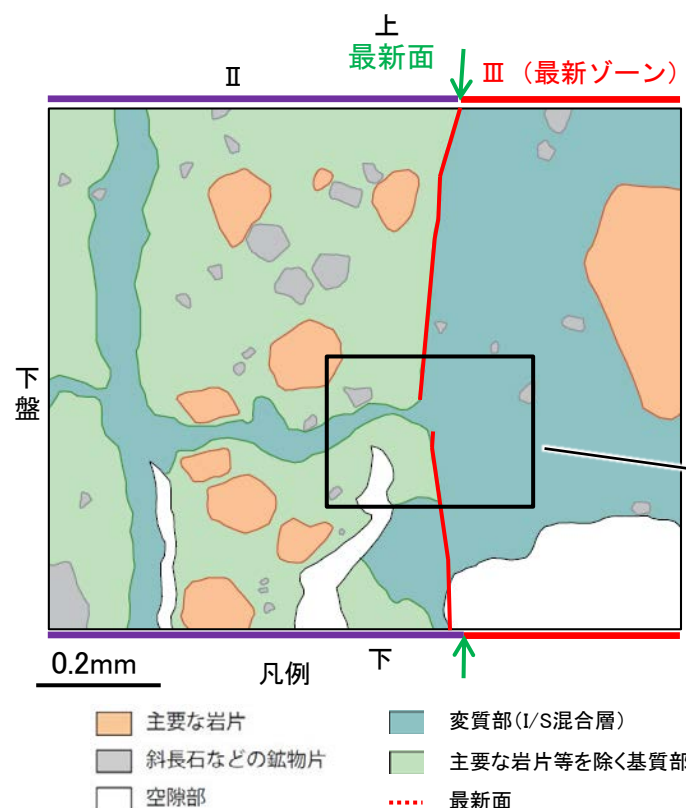 上
最新面
Ⅱ
Ⅲ（最新ゾーン）
下
盤
0.2mm
凡例
下
主要な岩片
変質部(I/S混合層)
斜長石などの鉱物片
主要な岩片等を除く基質部
空隙部
最新面